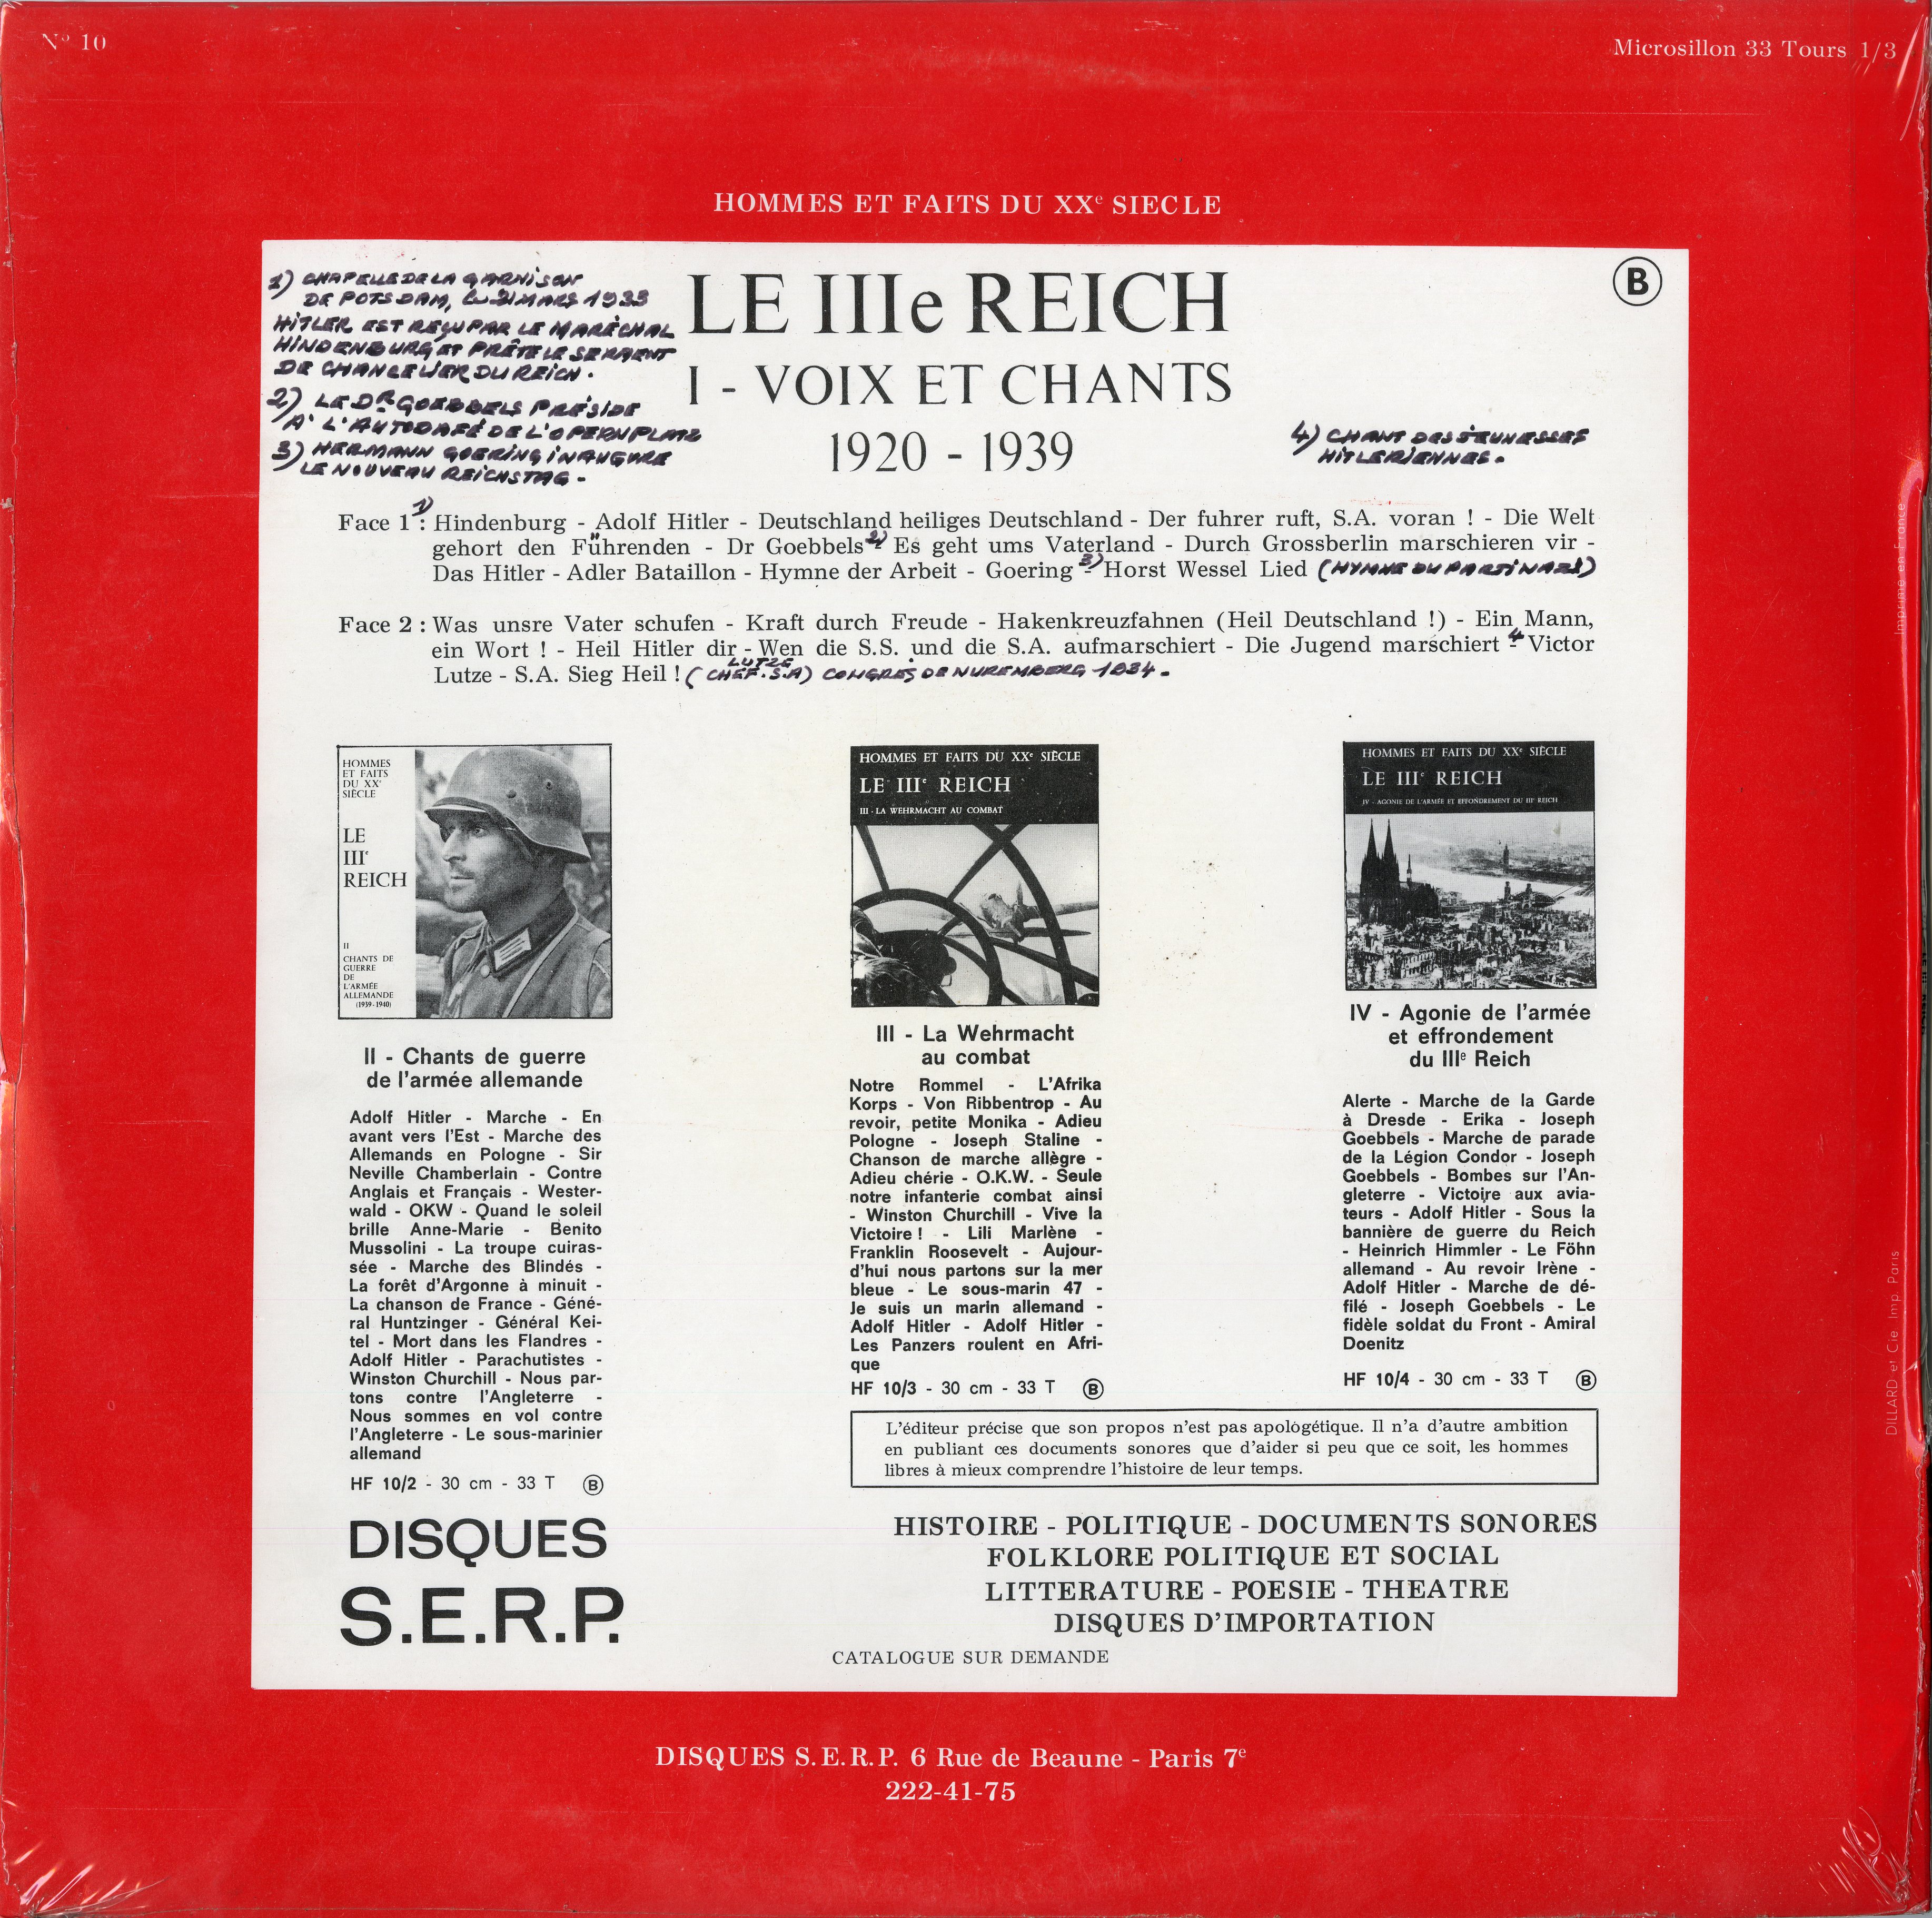 N° 10
Microsillon 33 Tours 1/3
HOMMES ET FAITS DU XXe SIECLE
1) CHAPELLE DE LA GARNISON
DE POTSDAM, LE 21 MARS 1933
HITLER EST REÇU PAR LE MARÉCHAL
HINDENBURG ET PRÊTE LE SERMENT
DE CHANCELIER DU REICH.
2) LE DR GOEBBELS PRÉSIDE
A' L'AUTODAFÉ DE L'OPERNPLATZ
3) HERMANN GOERING INAUGURE
LE NOUVEAU REICHSTAG -
LE IIIe REICH
I - VOIX ET CHANTS
1920 - 1939
B
4) CHANT DES JEUNESSES
HITLERIENNES.
Face 1 1) : Hindenburg - Adolf Hitler - Deutschland heiliges Deutschland - Der fuhrer ruft, S.A. voran ! - Die Welt
gehort den Führenden - Dr Goebbels 2) - Es geht ums Vaterland - Durch Grossberlin marschieren vir -
Das Hitler - Adler Bataillon - Hymne der Arbeit - Goering 3) - Horst Wessel Lied (HYMNE DU PARTI NAZI)
Face 2 : Was unsre Vater schufen - Kraft durch Freude - Hakenkreuzfahnen (Heil Deutschland !) - Ein Mann,
ein Wort ! - Heil Hitler dir - Wen die S.S. und die S.A. aufmarschiert - Die Jugend marschiert 4 - Victor
Lutze - S.A. Sieg Heil ! (LUTZE CHEF.S.A) CONGRES DE NUREMBERG 1934.
HOMMES
ET FAITS
DU XXe
SIÈCLE
LE
IIIe
REICH
II
CHANTS DE
GUERRE
DE
L'ARMÉE
ALLEMANDE
(1939-1940)
II - Chants de guerre
de l'armée allemande
Adolf Hitler - Marche - En
avant vers l'Est - Marche des
Allemands en Pologne - Sir
Neville Chamberlain - Contre
Anglais et Français - Wester-
wald - OKW - Quand le soleil
brille Anne-Marie - Benito
Mussolini - La troupe cuiras-
sée - Marche des Blindés -
La forêt d'Argonne à minuit -
La chanson de France - Géné-
ral Huntzinger - Général Kei-
tel - Mort dans les Flandres -
Adolf Hitler - Parachutistes -
Winston Churchill - Nous par-
tons contre l'Angleterre -
Nous sommes en vol contre
l'Angleterre - Le sous-marinier
allemand
HF 10/2 - 30 cm - 33 T B
HOMMES ET FAITS DU XXe SIÈCLE
LE IIIe REICH
III - LA WEHRMACHT AU COMBAT
III - La Wehrmacht
au combat
Notre Rommel - L'Afrika
Korps - Von Ribbentrop - Au
revoir, petite Monika - Adieu
Pologne - Joseph Staline -
Chanson de marche allègre -
Adieu chérie - O.K.W. - Seule
notre infanterie combat ainsi
- Winston Churchill - Vive la
Victoire ! - Lili Marlène -
Franklin Roosevelt - Aujour-
d'hui nous partons sur la mer
bleue - Le sous-marin 47 -
Je suis un marin allemand -
Adolf Hitler - Adolf Hitler -
Les Panzers roulent en Afri-
que
HF 10/3 - 30 cm - 33 T B
HOMMES ET FAITS DU XXe SIÈCLE
LE IIIe REICH
IV - AGONIE DE L'ARMÉE ET EFFONDREMENT DU IIIe REICH
IV - Agonie de l'armée
et effrondement
du IIIe Reich
Alerte - Marche de la Garde
à Dresde - Erika - Joseph
Goebbels - Marche de parade
de la Légion Condor - Joseph
Goebbels - Bombes sur l'An-
gleterre - Victoire aux avia-
teurs - Adolf Hitler - Sous la
bannière de guerre du Reich
- Heinrich Himmler - Le Föhn
allemand - Au revoir Irène -
Adolf Hitler - Marche de dé-
filé - Joseph Goebbels - Le
fidèle soldat du Front - Amiral
Doenitz
HF 10/4 - 30 cm - 33 T B
L'éditeur précise que son propos n'est pas apologétique. Il n'a d'autre ambition
en publiant ces documents sonores que d'aider si peu que ce soit, les hommes
libres à mieux comprendre l'histoire de leur temps.
DISQUES
S.E.R.P.
HISTOIRE - POLITIQUE - DOCUMENTS SONORES
FOLKLORE POLITIQUE ET SOCIAL
LITTERATURE - POESIE - THEATRE
DISQUES D'IMPORTATION
CATALOGUE SUR DEMANDE
DISQUES S.E.R.P. 6 Rue de Beaune - Paris 7e
222-41-75
Imprimé en France
DILLARD et Cie. Imp. Paris